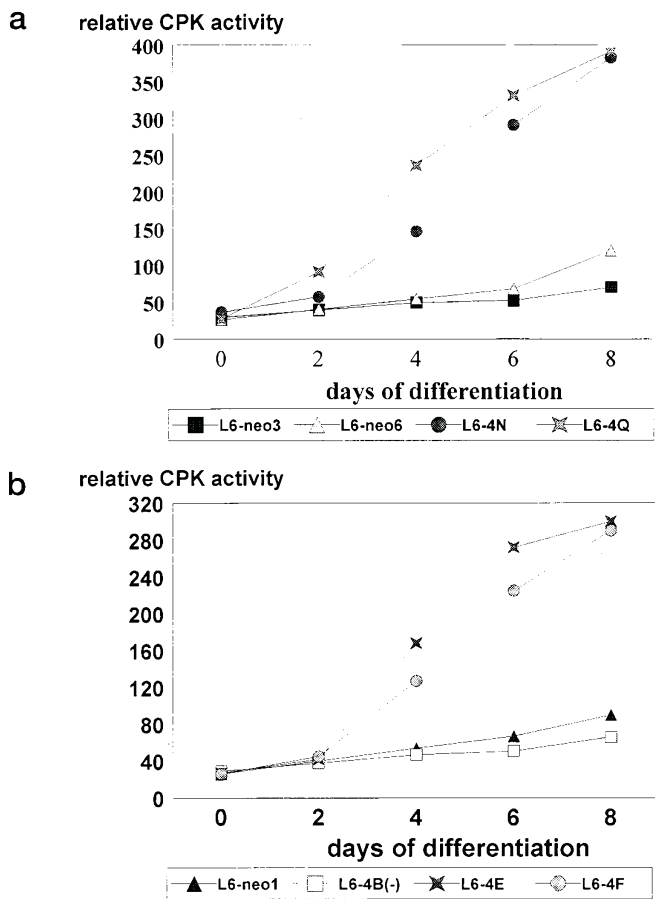 a
relative CPK activity
400
350
300
250
200
150
100
50
0
0 2 4 6 8
days of differentiation
L6-neo3 L6-neo6 L6-4N L6-4Q
b
relative CPK activity
320
280
240
200
160
120
80
40
0
0 2 4 6 8
days of differentiation
L6-neo1 L6-4B(-) L6-4E L6-4F